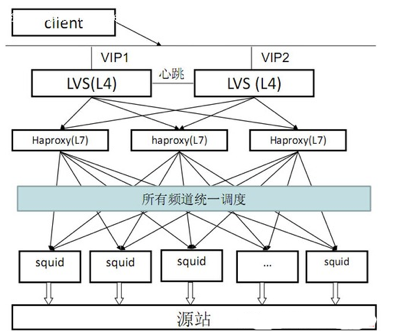 client
VIP1
VIP2
LVS(L4)
心跳
LVS (L4)
Haproxy(L7)
haproxy(L7)
Haproxy(L7)
所有频道统一调度
squid
squid
squid
...
squid
源站